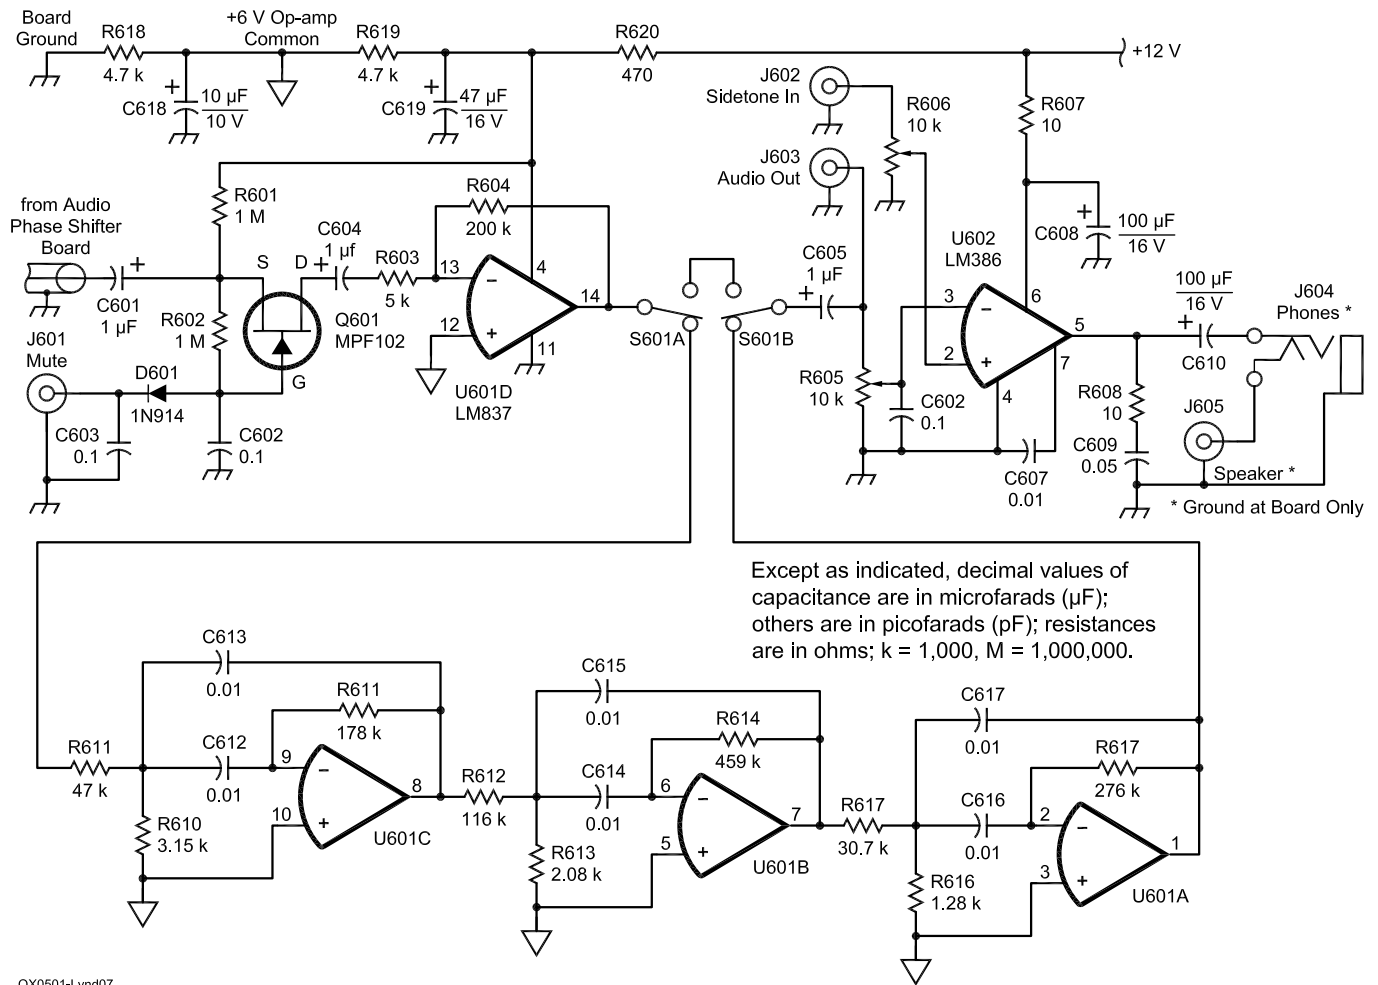 Board
Ground
R618
4.7 k
+6 V Op-amp
Common
R619
4.7 k
R620
470
+12 V
+
C618
10 µF
10 V
+
C619
47 µF
16 V
J602
Sidetone In
R606
10 k
R607
10
J603
Audio Out
R601
1 M
R604
200 k
from Audio
Phase Shifter
Board
+
C601
1 µF
S
D
G
C604
1 µf
+
R603
5 k
13
−
12
+
4
11
14
U601D
LM837
R602
1 M
Q601
MPF102
J601
Mute
D601
1N914
C603
0.1
C602
0.1
S601A
S601B
C605
1 µF
+
U602
LM386
+
C608
100 µF
16 V
3
−
2
+
6
5
7
4
R605
10 k
C602
0.1
C607
0.01
100 µF
16 V
+
C610
J604
Phones *
R608
10
C609
0.05
J605
Speaker *
* Ground at Board Only
Except as indicated, decimal values of
capacitance are in microfarads (µF);
others are in picofarads (pF); resistances
are in ohms; k = 1,000, M = 1,000,000.
C613
0.01
R611
178 k
R611
47 k
C612
0.01
9
−
10
+
8
U601C
R610
3.15 k
C615
0.01
R614
459 k
R612
116 k
C614
0.01
6
−
5
+
7
U601B
R613
2.08 k
C617
0.01
R617
276 k
R617
30.7 k
C616
0.01
2
−
3
+
1
U601A
R616
1.28 k
QX0501-Lynd07